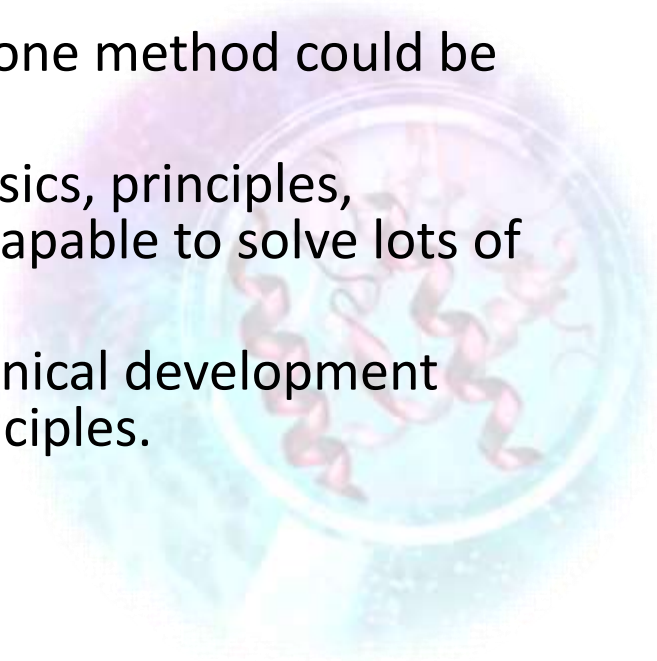 one method could be
sics, principles,
apable to solve lots of
nical development
ciples.